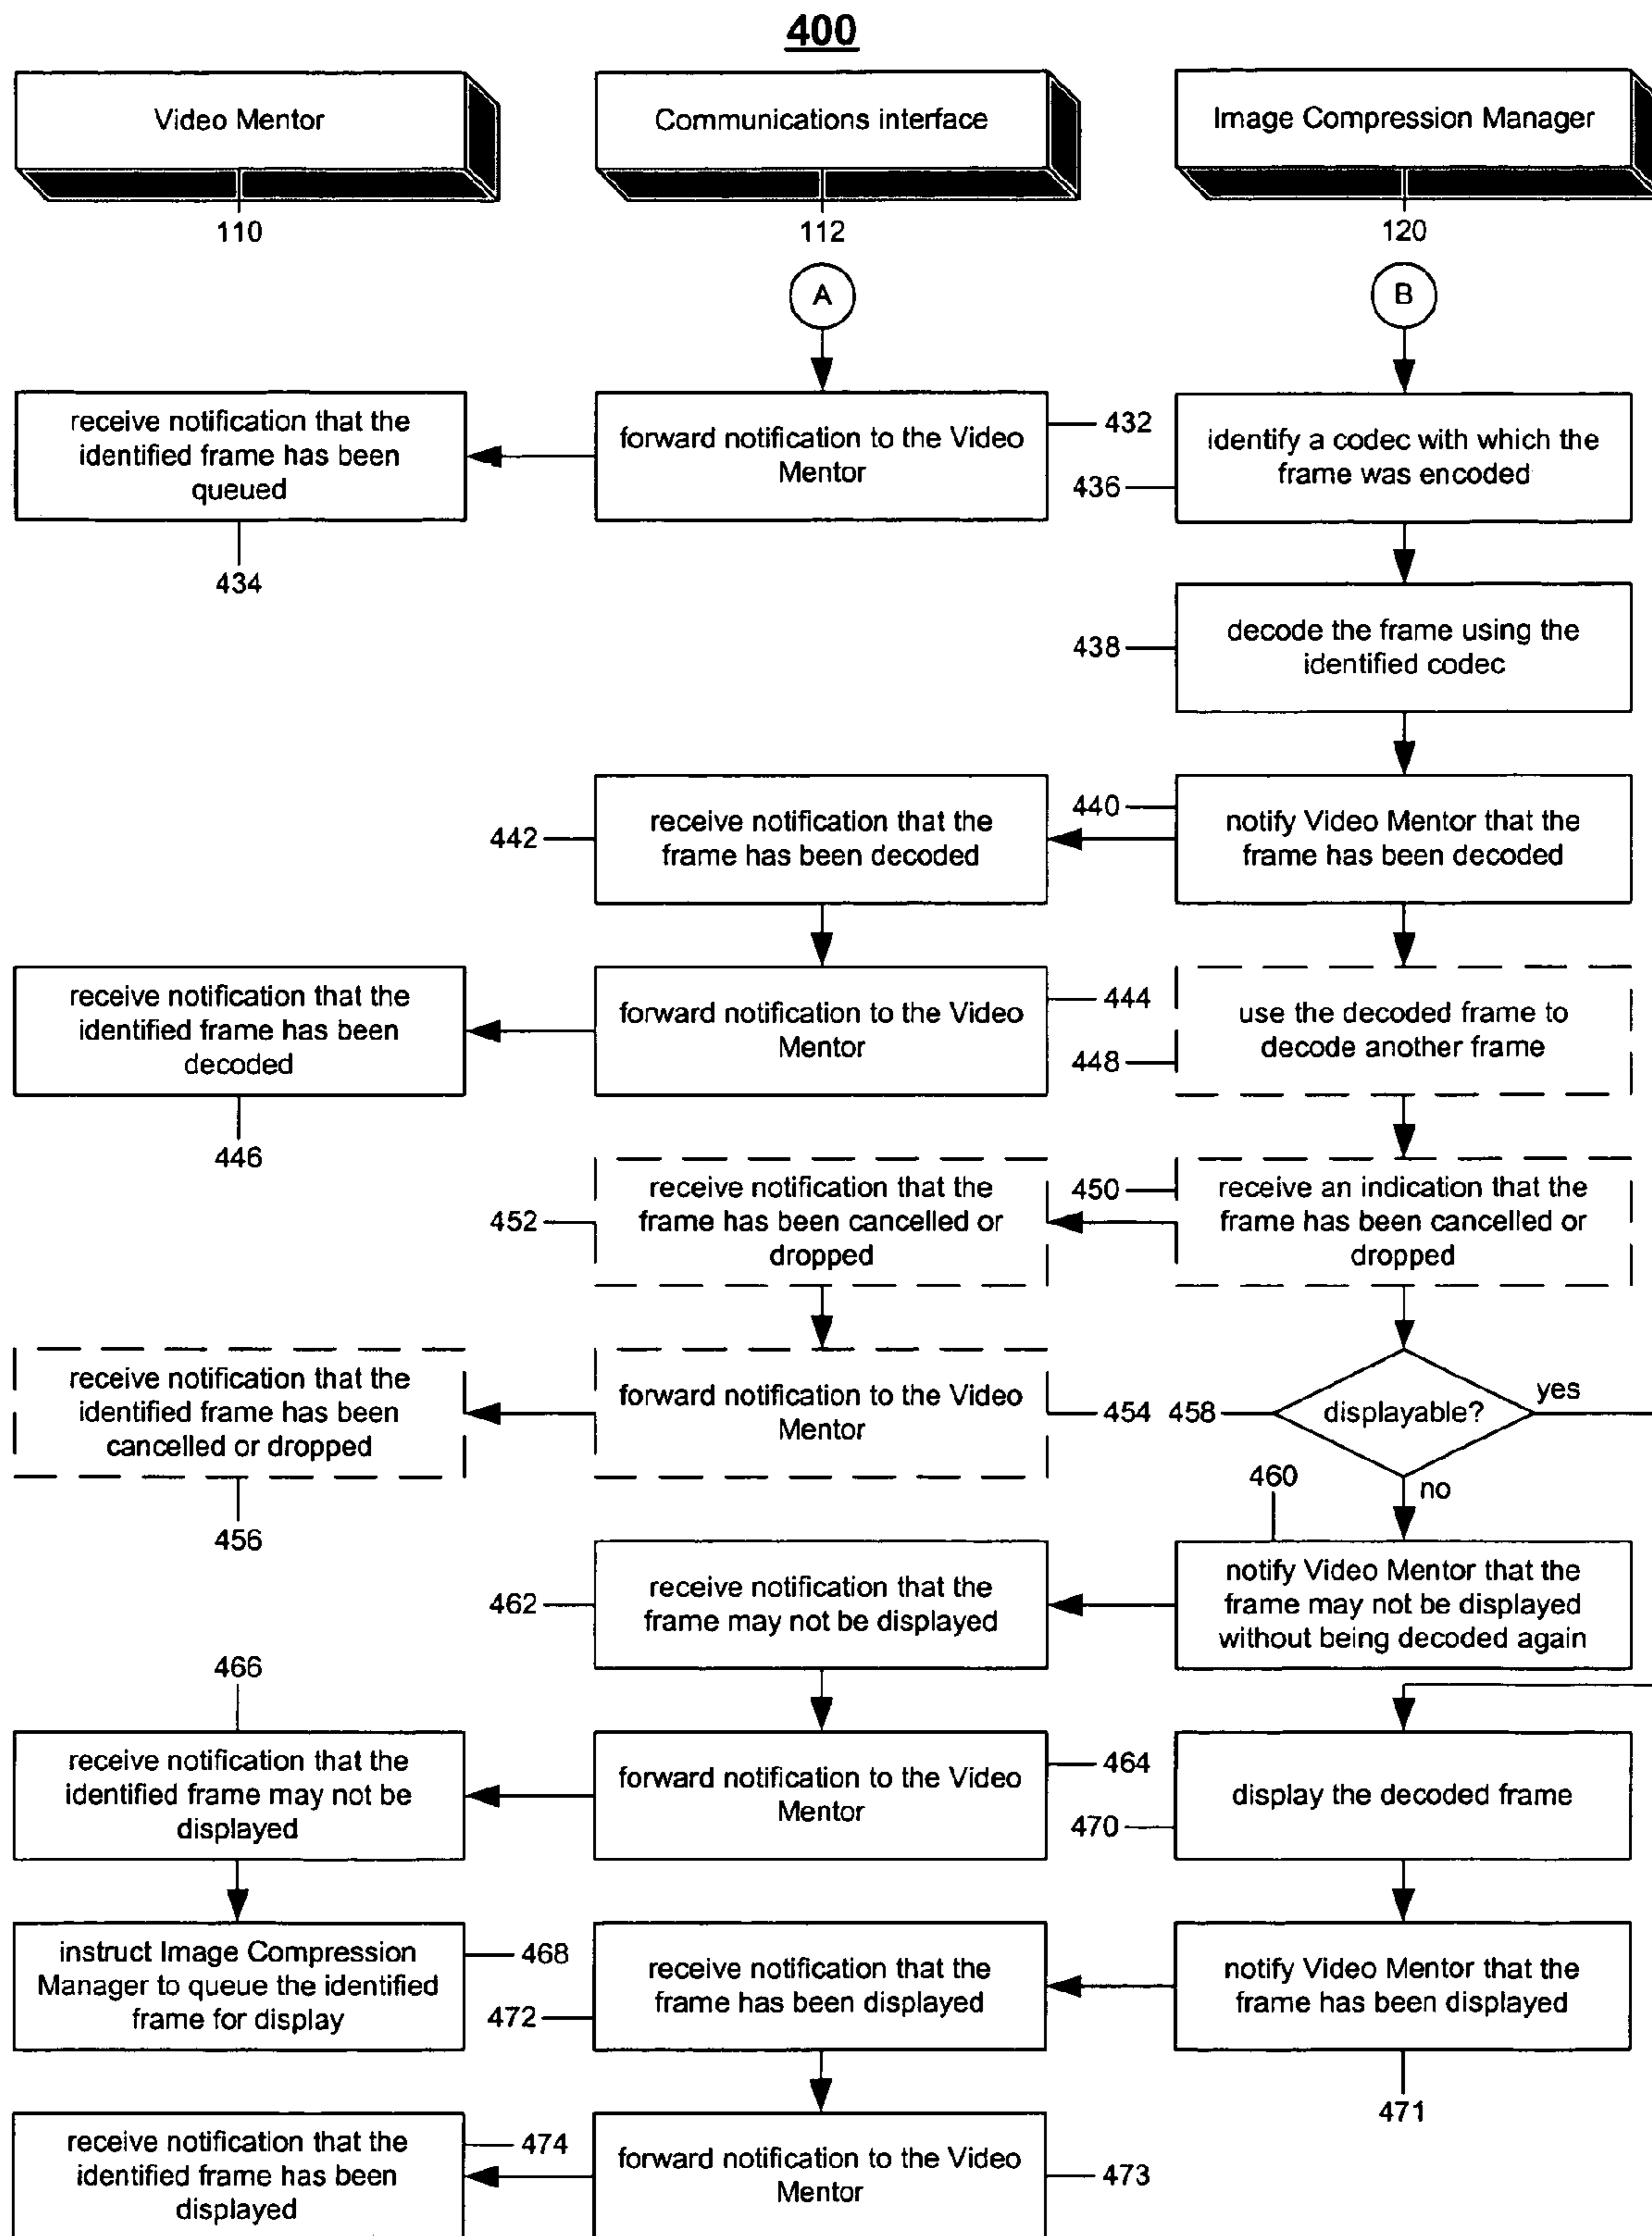 400
Video Mentor
Communications interface
Image Compression Manager
110
112
120
A
B
receive notification that the
identified frame has been
queued
434
forward notification to the Video
Mentor
432
436
identify a codec with which the
frame was encoded
438
decode the frame using the
identified codec
442
receive notification that the
frame has been decoded
440
notify Video Mentor that the
frame has been decoded
receive notification that the
identified frame has been
decoded
446
forward notification to the Video
Mentor
444
448
use the decoded frame to
decode another frame
452
receive notification that the
frame has been cancelled or
dropped
450
receive an indication that the
frame has been cancelled or
dropped
receive notification that the
identified frame has been
cancelled or dropped
456
forward notification to the Video
Mentor
454
458
displayable?
yes
no
460
462
receive notification that the
frame may not be displayed
notify Video Mentor that the
frame may not be displayed
without being decoded again
466
receive notification that the
identified frame may not be
displayed
forward notification to the Video
Mentor
464
470
display the decoded frame
instruct Image Compression
Manager to queue the identified
frame for display
468
472
receive notification that the
frame has been displayed
notify Video Mentor that the
frame has been displayed
471
receive notification that the
identified frame has been
displayed
474
forward notification to the Video
Mentor
473